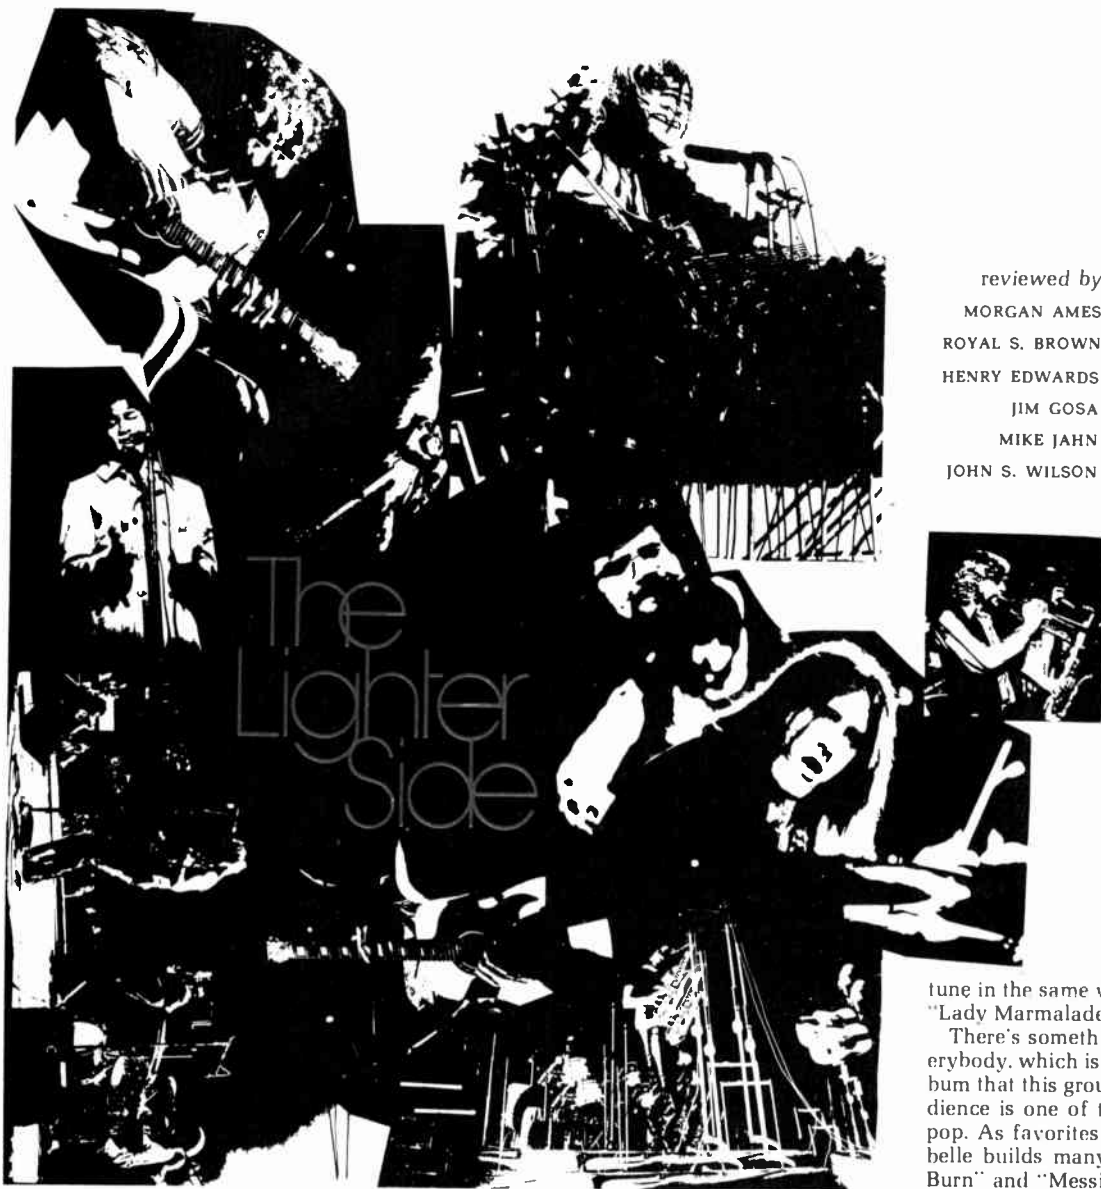 reviewed by
MORGAN AMES
ROYAL S. BROWN
HENRY EDWARDS
JIM GOSA
MIKE JAHN
JOHN S. WILSON
The
Lighter
Side
tune in the same
"Lady Marmalade
There's someth
erybody, which is
bum that this grou
dience is one of
pop. As favorites
belle builds many
Burn" and "Messi